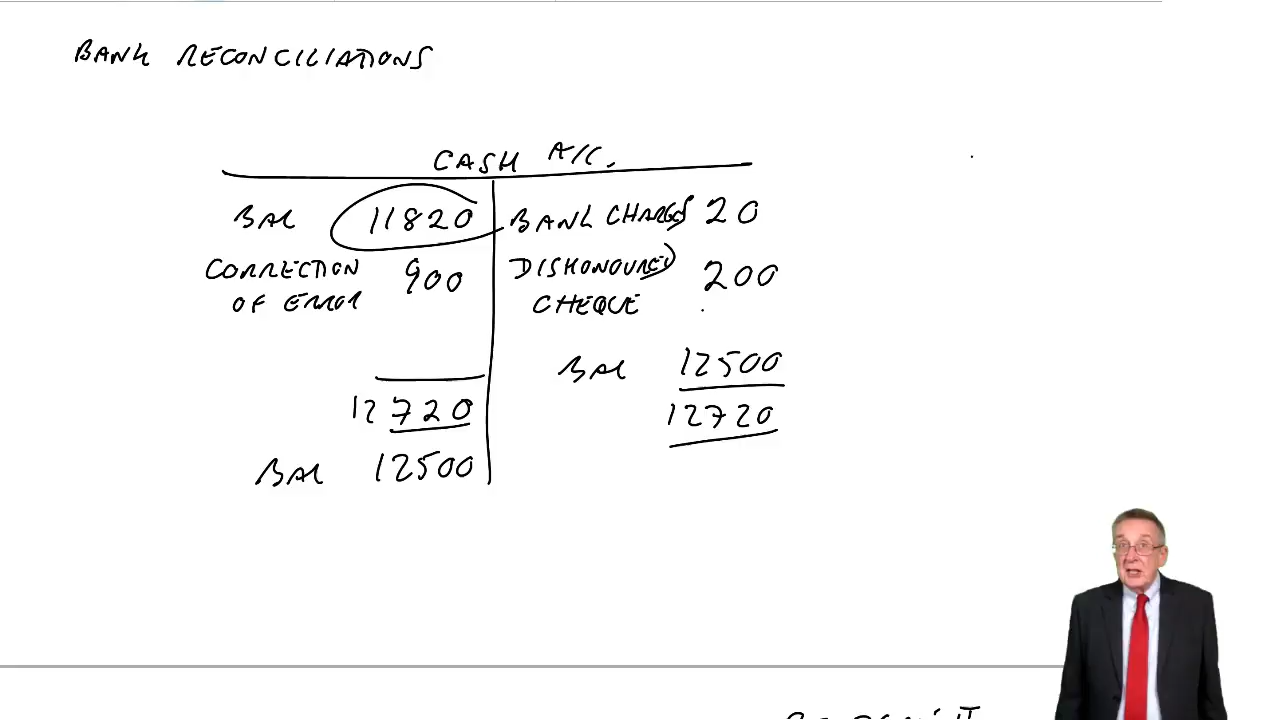 BANK RECONCILIATIONS
CASH A/C.
BAL 11820 BANK CHARGES 20
CORRECTION 900 DISHONOURED 200
OF ERROR CHEQUE
BAL 12500
12720 12720
BAL 12500